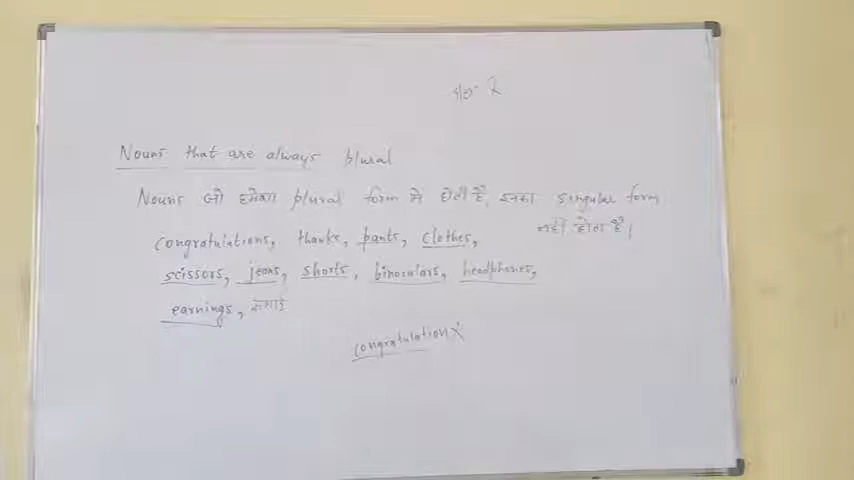 Nouns that are always plural
Nouns जो हमेशा plural form मे होती है, इनका singular form
नही होता है।
congratulations, thanks, pants, clothes,
scissors, jeans, shorts, binoculars, headphones,
earnings, कमाई
congratulation ×